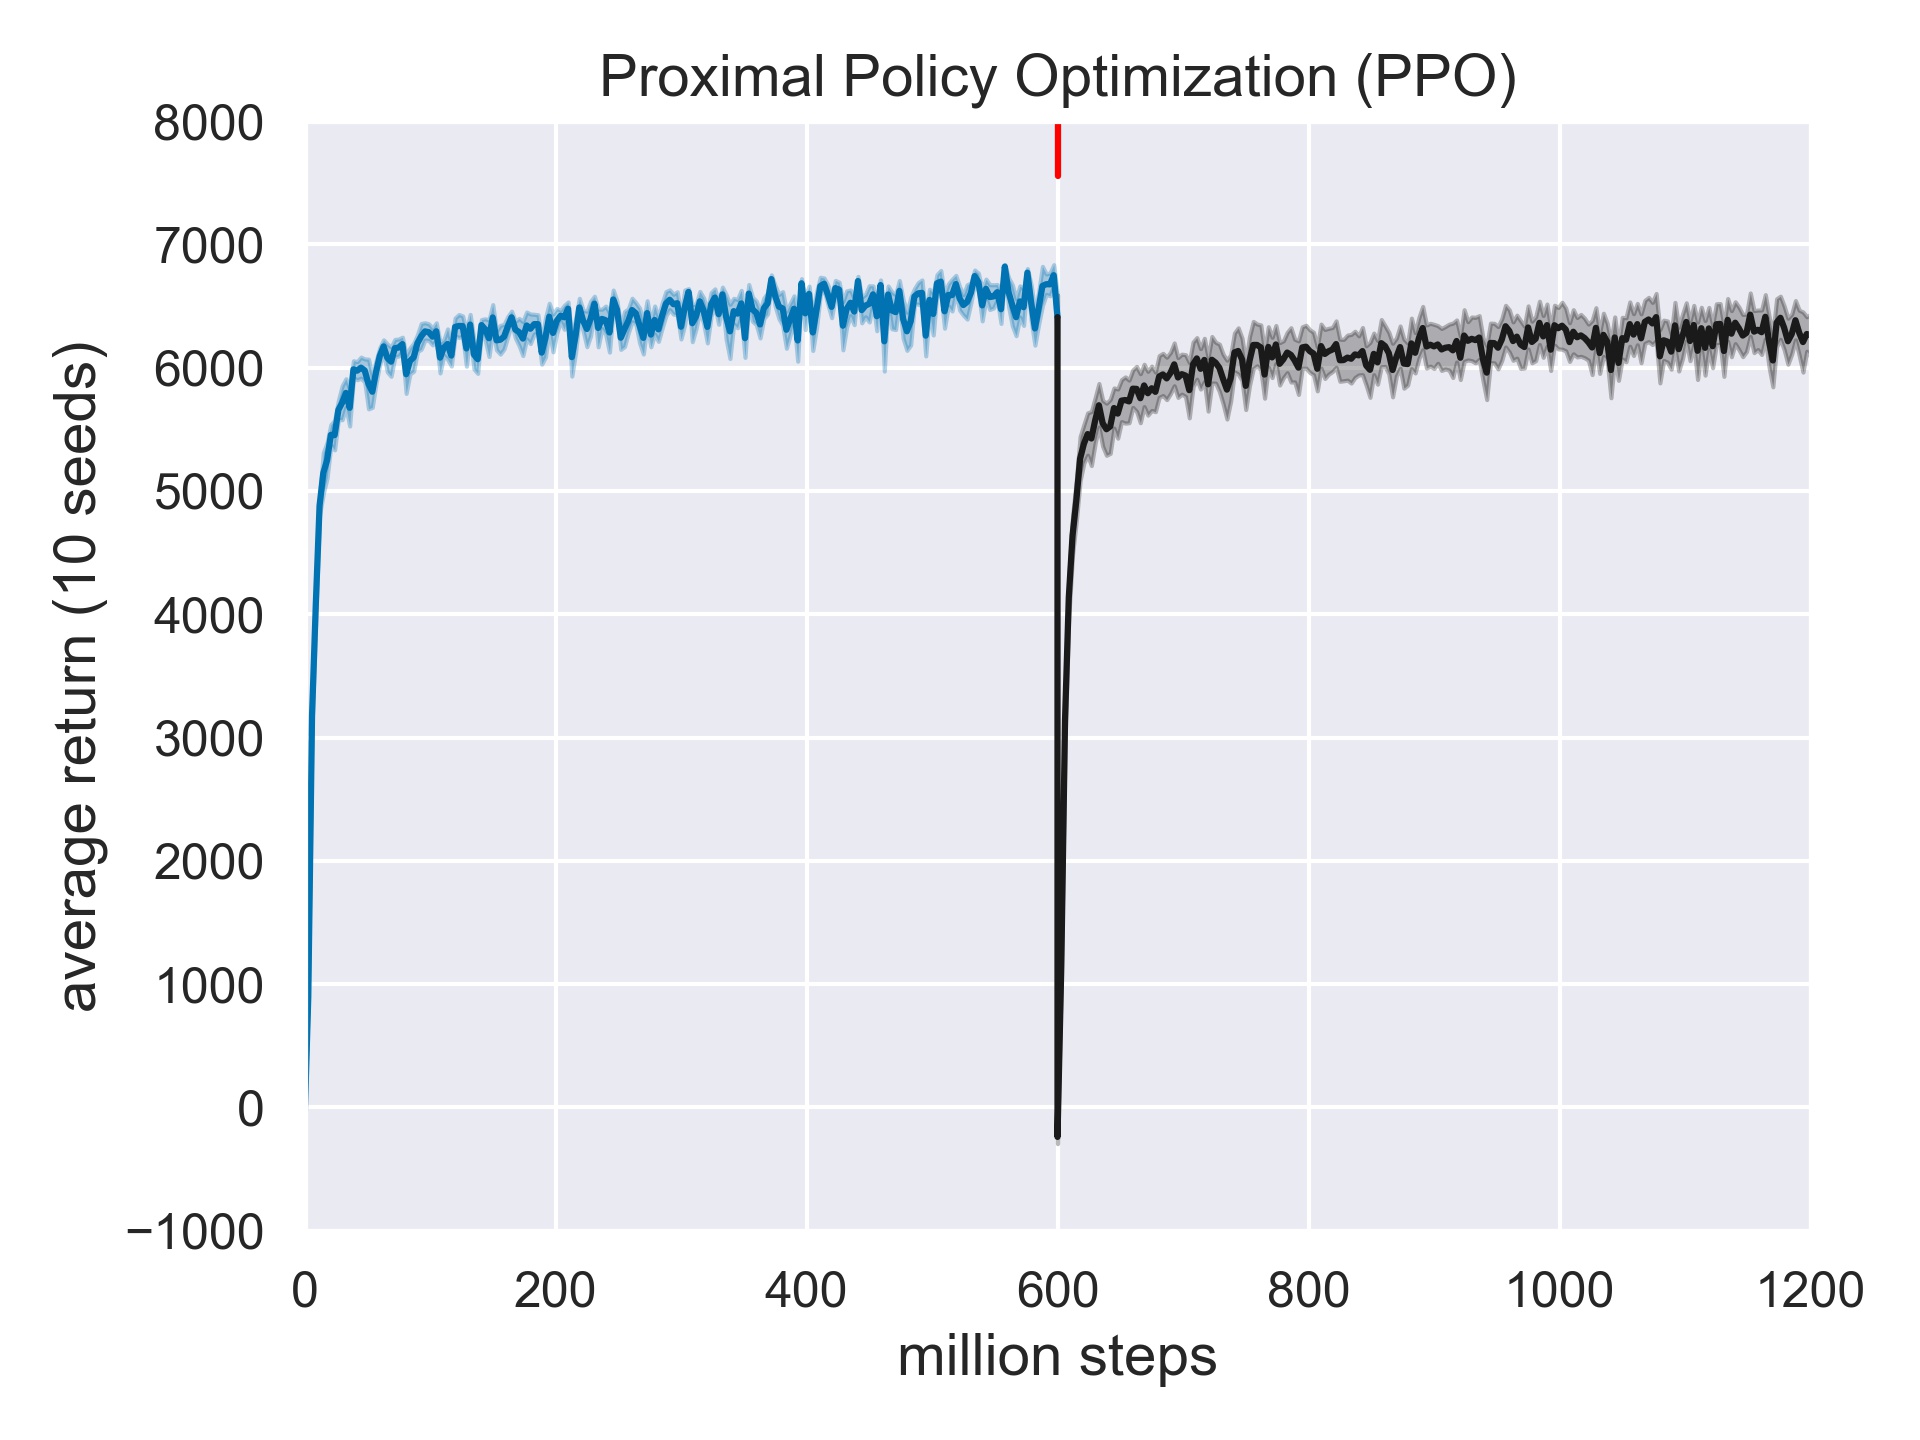 Proximal Policy Optimization (PPO)
8000
7000
6000
5000
4000
3000
2000
1000
0
−1000
average return (10 seeds)
0 200 400 600 800 1000 1200
million steps